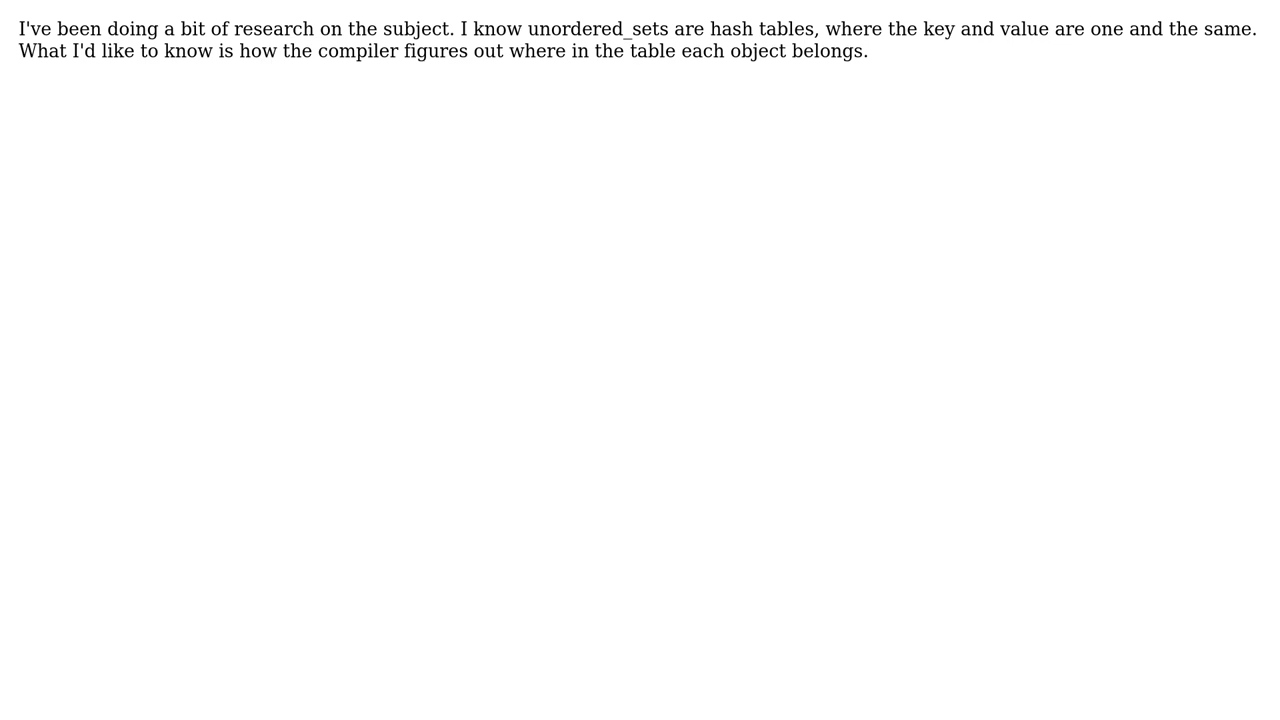 I've been doing a bit of research on the subject. I know unordered_sets are hash tables, where the key and value are one and the same.
What I'd like to know is how the compiler figures out where in the table each object belongs.